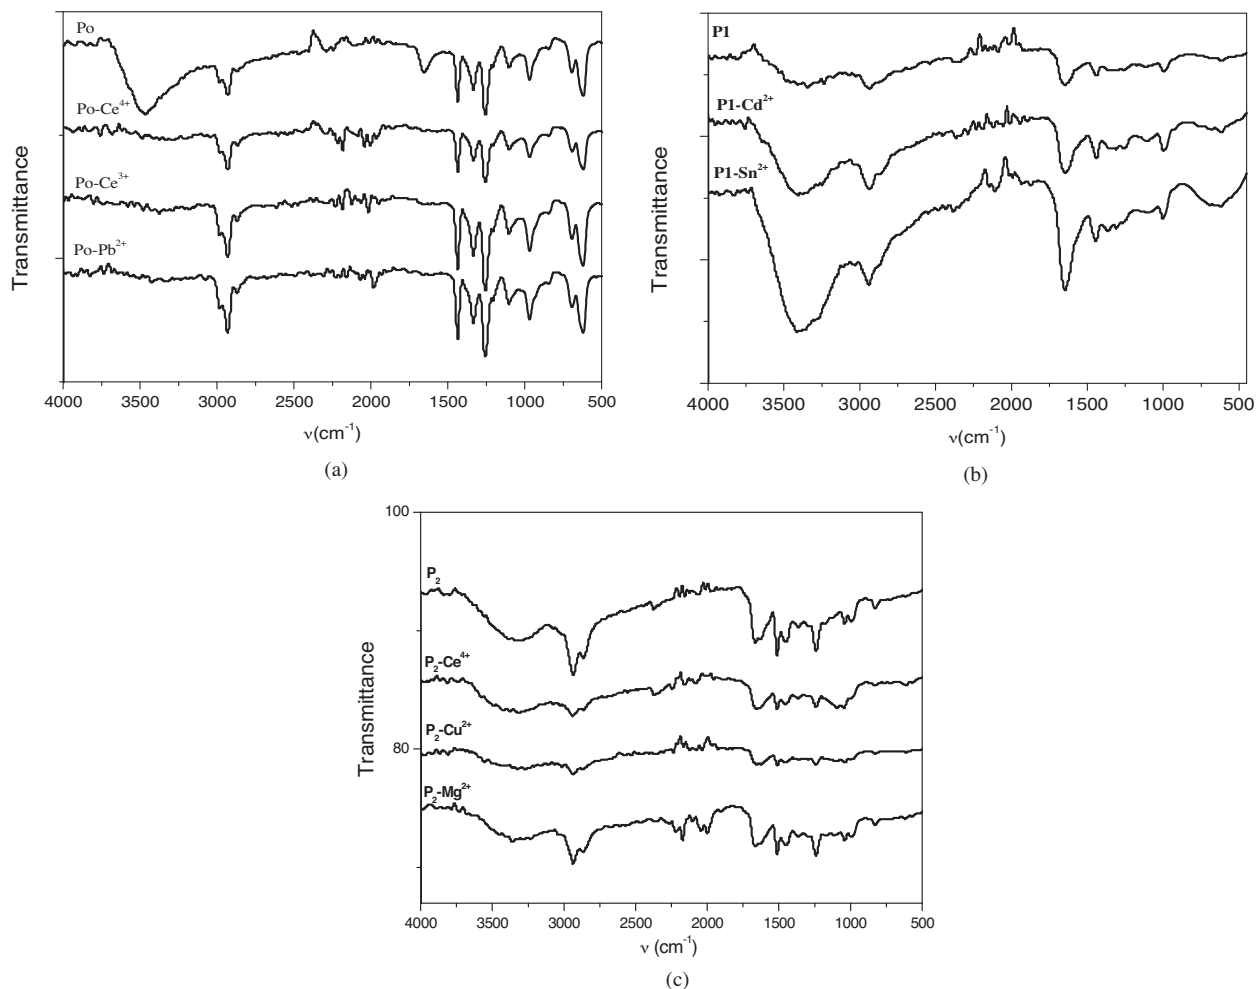 Po
Po-Ce⁴⁺
Po-Ce³⁺
Po-Pb²⁺
Transmittance
4000 3500 3000 2500 2000 1500 1000 500
ν(cm⁻¹)
(a)
P1
P1-Cd²⁺
P1-Sn²⁺
Transmittance
4000 3500 3000 2500 2000 1500 1000 500
ν(cm⁻¹)
(b)
100
P₂
P₂-Ce⁴⁺
P₂-Cu²⁺
80
P₂-Mg²⁺
Transmittance
4000 3500 3000 2500 2000 1500 1000 500
ν (cm⁻¹)
(c)